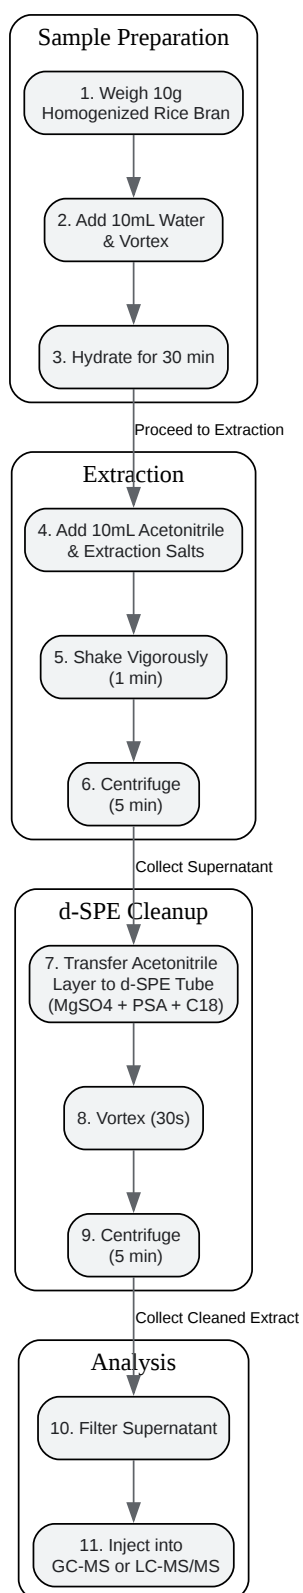 Sample Preparation
1. Weigh 10g
Homogenized Rice Bran
2. Add 10mL Water
& Vortex
3. Hydrate for 30 min
Proceed to Extraction
Extraction
4. Add 10mL Acetonitrile
& Extraction Salts
5. Shake Vigorously
(1 min)
6. Centrifuge
(5 min)
Collect Supernatant
d-SPE Cleanup
7. Transfer Acetonitrile
Layer to d-SPE Tube
(MgSO4 + PSA + C18)
8. Vortex (30s)
9. Centrifuge
(5 min)
Collect Cleaned Extract
Analysis
10. Filter Supernatant
11. Inject into
GC-MS or LC-MS/MS